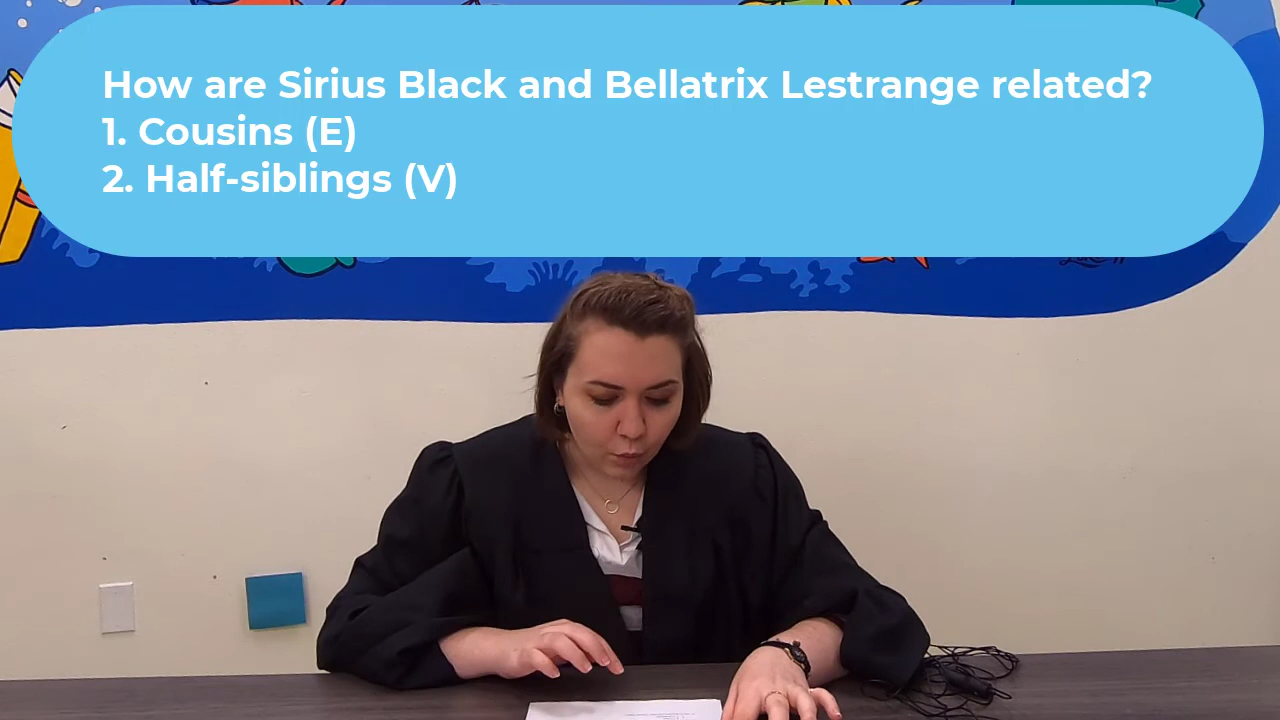 How are Sirius Black and Bellatrix Lestrange related?
1. Cousins (E)
2. Half-siblings (V)